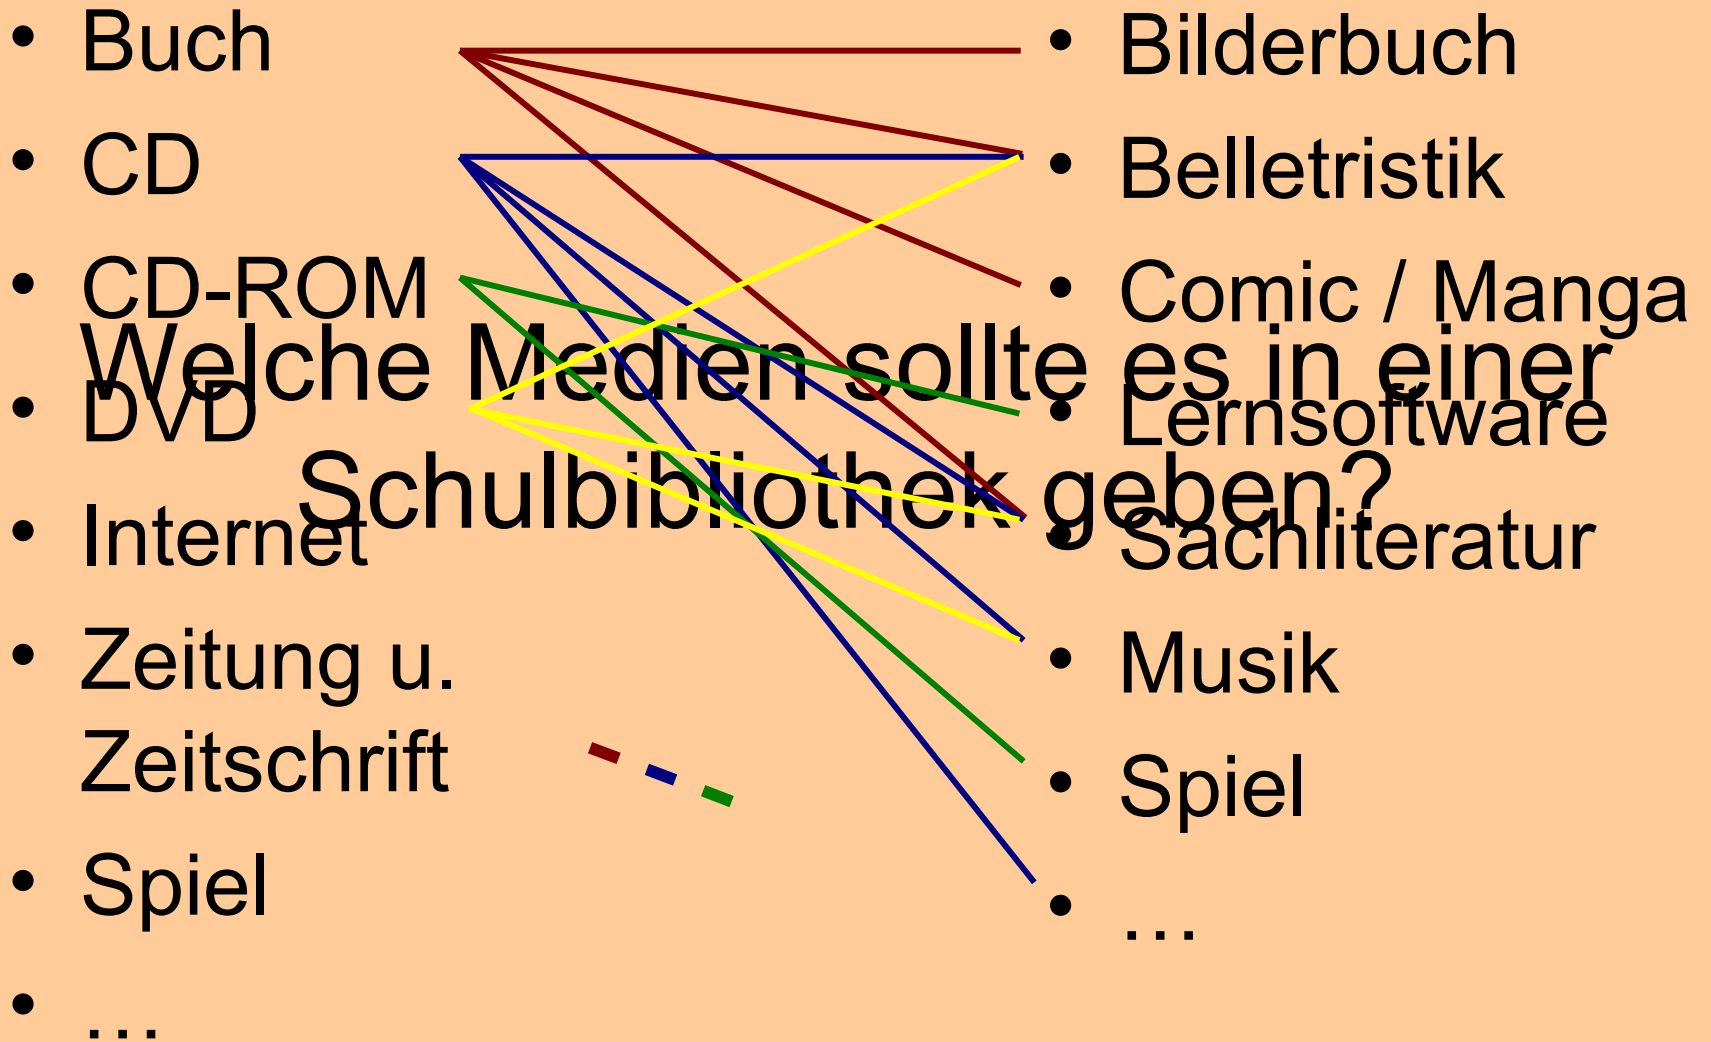 • Buch
• CD
• CD-ROM
• DVD
• Internet
• Zeitung u.
Zeitschrift
• Spiel
• …
Welche Medien sollte es in einer
Schulbibliothek geben?
• Bilderbuch
• Belletristik
• Comic / Manga
• Lernsoftware
• Sachliteratur
• Musik
• Spiel
• …